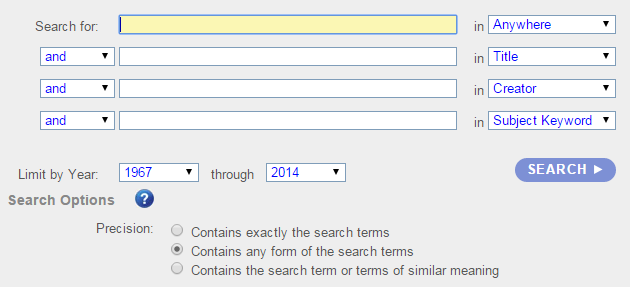 Search for: in Anywhere
and in Title
and in Creator
and in Subject Keyword
Limit by Year: 1967 through 2014 SEARCH
Search Options ?
Precision: Contains exactly the search terms
Contains any form of the search terms
Contains the search term or terms of similar meaning